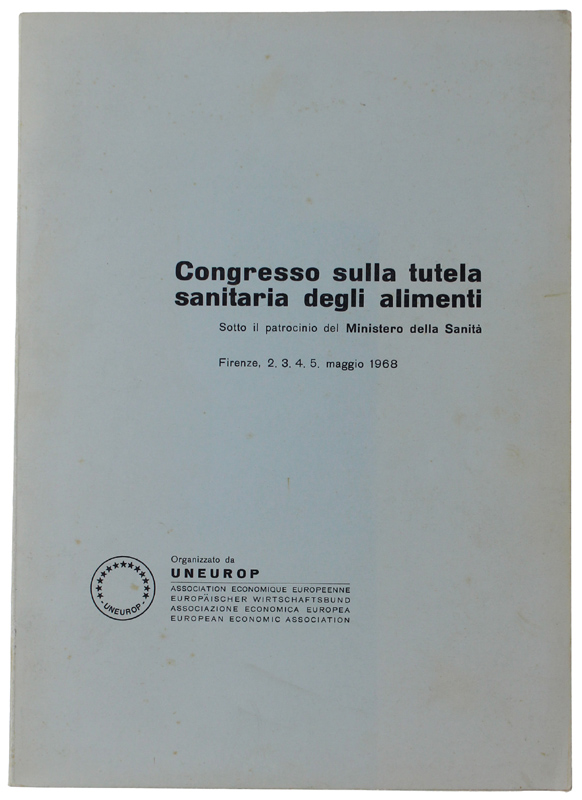 Congresso sulla tutela
sanitaria degli alimenti
Sotto il patrocinio del Ministero della Sanità
Firenze, 2, 3, 4, 5, maggio 1968
Organizzato da
UNEUROP
ASSOCIATION ECONOMIQUE EUROPEENNE
EUROPÄISCHER WIRTSCHAFTSBUND
ASSOCIAZIONE ECONOMICA EUROPEA
EUROPEAN ECONOMIC ASSOCIATION
- UNEUROP -